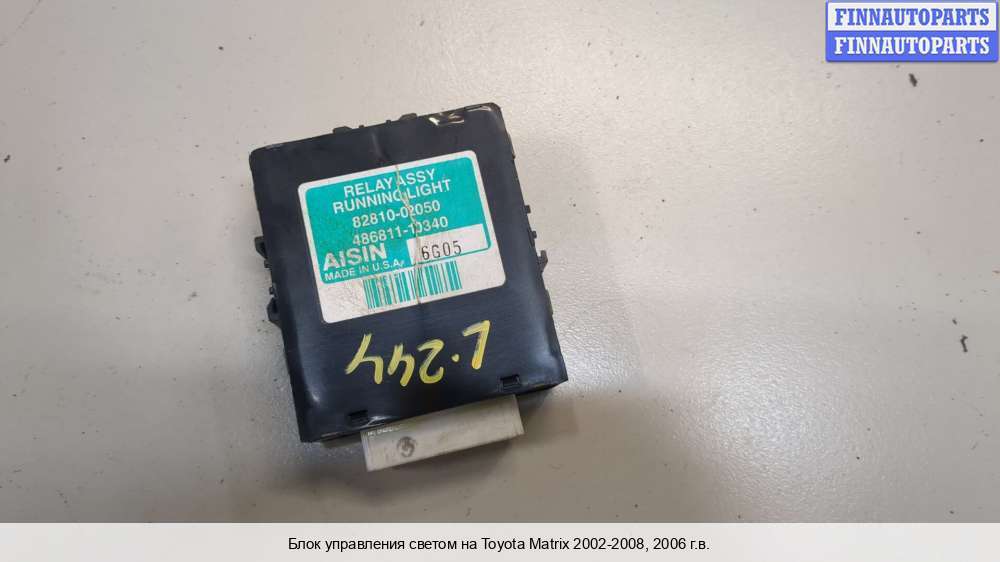 FINNAUTOPARTS
FINNAUTOPARTS
RELAY ASSY
RUNNING LIGHT
82810-02050
486811-10340
AISIN
6G05
MADE IN U.S.A.
L·244
3
Блок управления светом на Toyota Matrix 2002-2008, 2006 г.в.